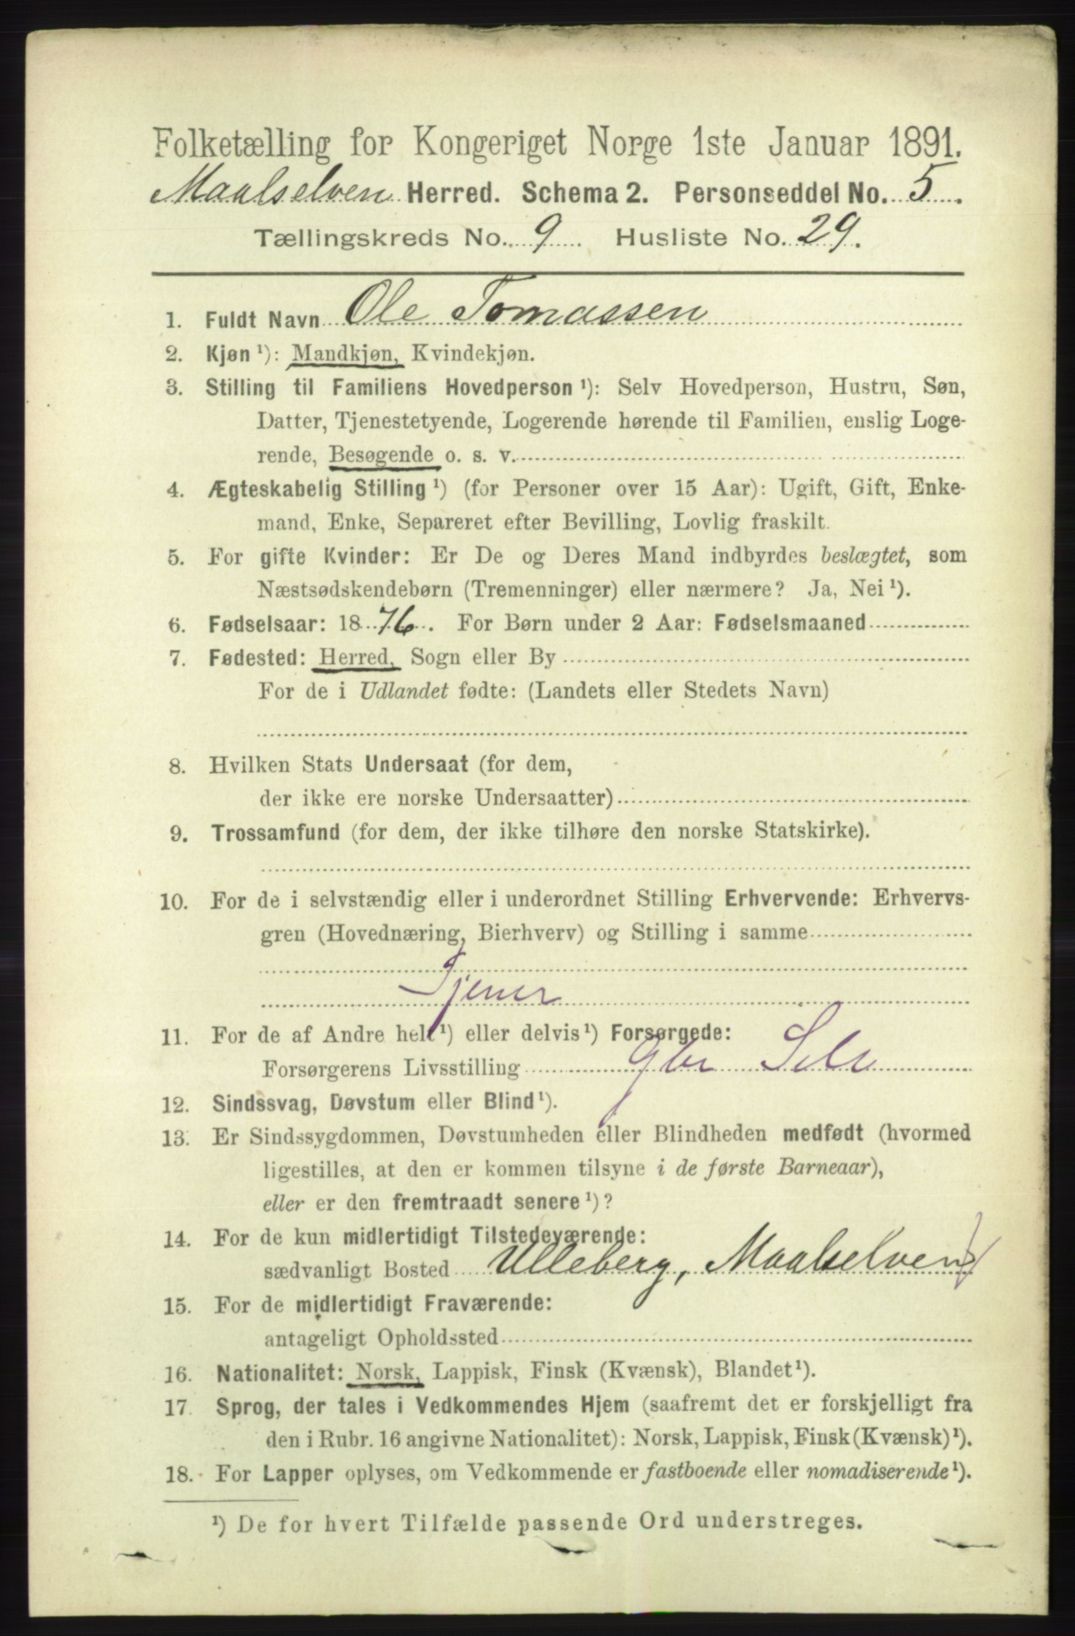 Folketælling for Kongeriget Norge 1ste Januar 1891.
Maalselven Herred. Schema 2. Personseddel No. 5.
Tællingskreds No. 9. Husliste No. 29.
1. Fuldt Navn Ole Tomassen
2. Kjøn ¹): Mandkjøn, Kvindekjøn.
3. Stilling til Familiens Hovedperson ¹): Selv Hovedperson, Hustru, Søn,
Datter, Tjenestetyende, Logerende hørende til Familien, enslig Loge-
rende, Besøgende o. s. v.
4. Ægteskabelig Stilling ¹) (for Personer over 15 Aar): Ugift, Gift, Enke-
mand, Enke, Separeret efter Bevilling, Lovlig fraskilt.
5. For gifte Kvinder: Er De og Deres Mand indbyrdes beslægtet, som
Næstsødskendebørn (Tremenninger) eller nærmere? Ja, Nei ¹).
6. Fødselsaar: 1876. For Børn under 2 Aar: Fødselsmaaned
7. Fødested: Herred, Sogn eller By
For de i Udlandet fødte: (Landets eller Stedets Navn)
8. Hvilken Stats Undersaat (for dem,
der ikke ere norske Undersaatter)
9. Trossamfund (for dem, der ikke tilhøre den norske Statskirke).
10. For de i selvstændig eller i underordnet Stilling Erhvervende: Erhvervs-
gren (Hovednæring, Bierhverv) og Stilling i samme
Tjener
11. For de af Andre helt ¹) eller delvis ¹) Forsørgede:
Forsørgerens Livsstilling Gbr Selv
12. Sindssvag, Døvstum eller Blind ¹).
13. Er Sindssygdommen, Døvstumheden eller Blindheden medfødt (hvormed
ligestilles, at den er kommen tilsyne i de første Barneaar),
eller er den fremtraadt senere ¹)?
14. For de kun midlertidigt Tilstedeværende:
sædvanligt Bosted Ulleberg, Maalselven
15. For de midlertidigt Fraværende:
antageligt Opholdssted
16. Nationalitet: Norsk, Lappisk, Finsk (Kvænsk), Blandet ¹).
17. Sprog, der tales i Vedkommendes Hjem (saafremt det er forskjelligt fra
den i Rubr. 16 angivne Nationalitet): Norsk, Lappisk, Finsk (Kvænsk) ¹).
18. For Lapper oplyses, om Vedkommende er fastboende eller nomadiserende ¹).
¹) De for hvert Tilfælde passende Ord understreges.